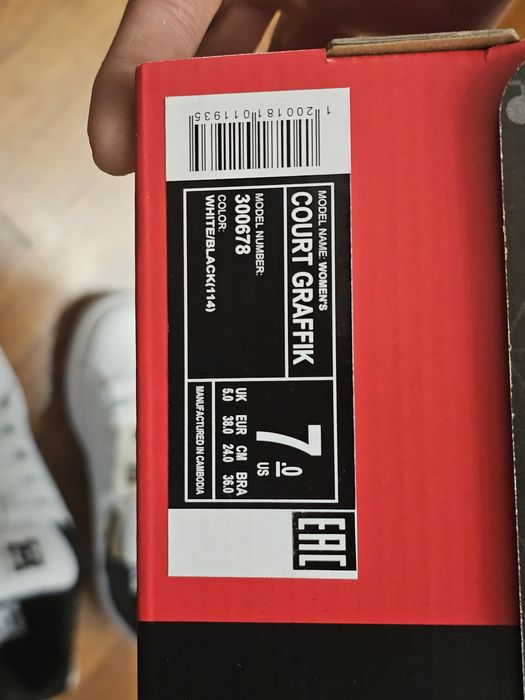 1 200181 011935
MODEL NAME: WOMEN'S
COURT GRAFFIK
MODEL NUMBER:
300678
COLOR:
WHITE/BLACK(114)
7.0
US
UK EUR CM BRA
5.0 38.0 24.0 36.0
MANUFACTURED IN CAMBODIA
EAC